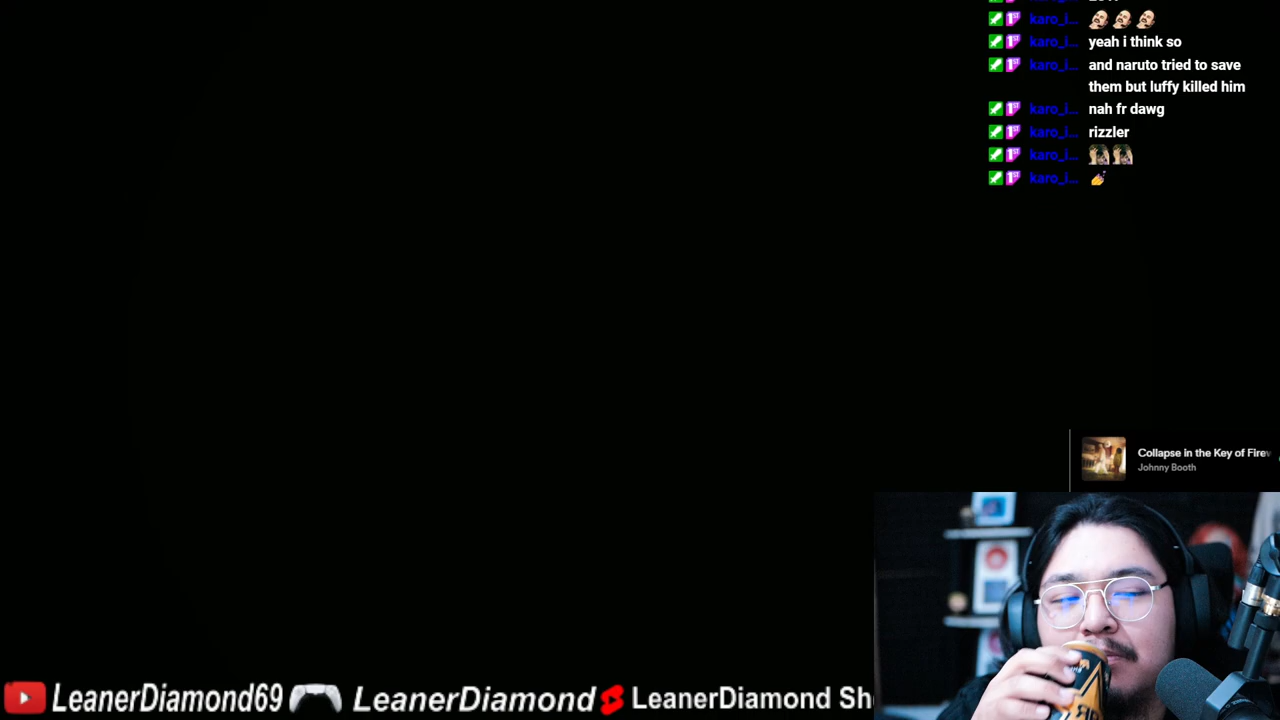 karo_i... 
karo_i... yeah i think so
karo_i... and naruto tried to save
them but luffy killed him
karo_i... nah fr dawg
karo_i... rizzler
karo_i...
karo_i...
Collapse in the Key of Firew
Johnny Booth
LeanerDiamond69 LeanerDiamond LeanerDiamond Sh